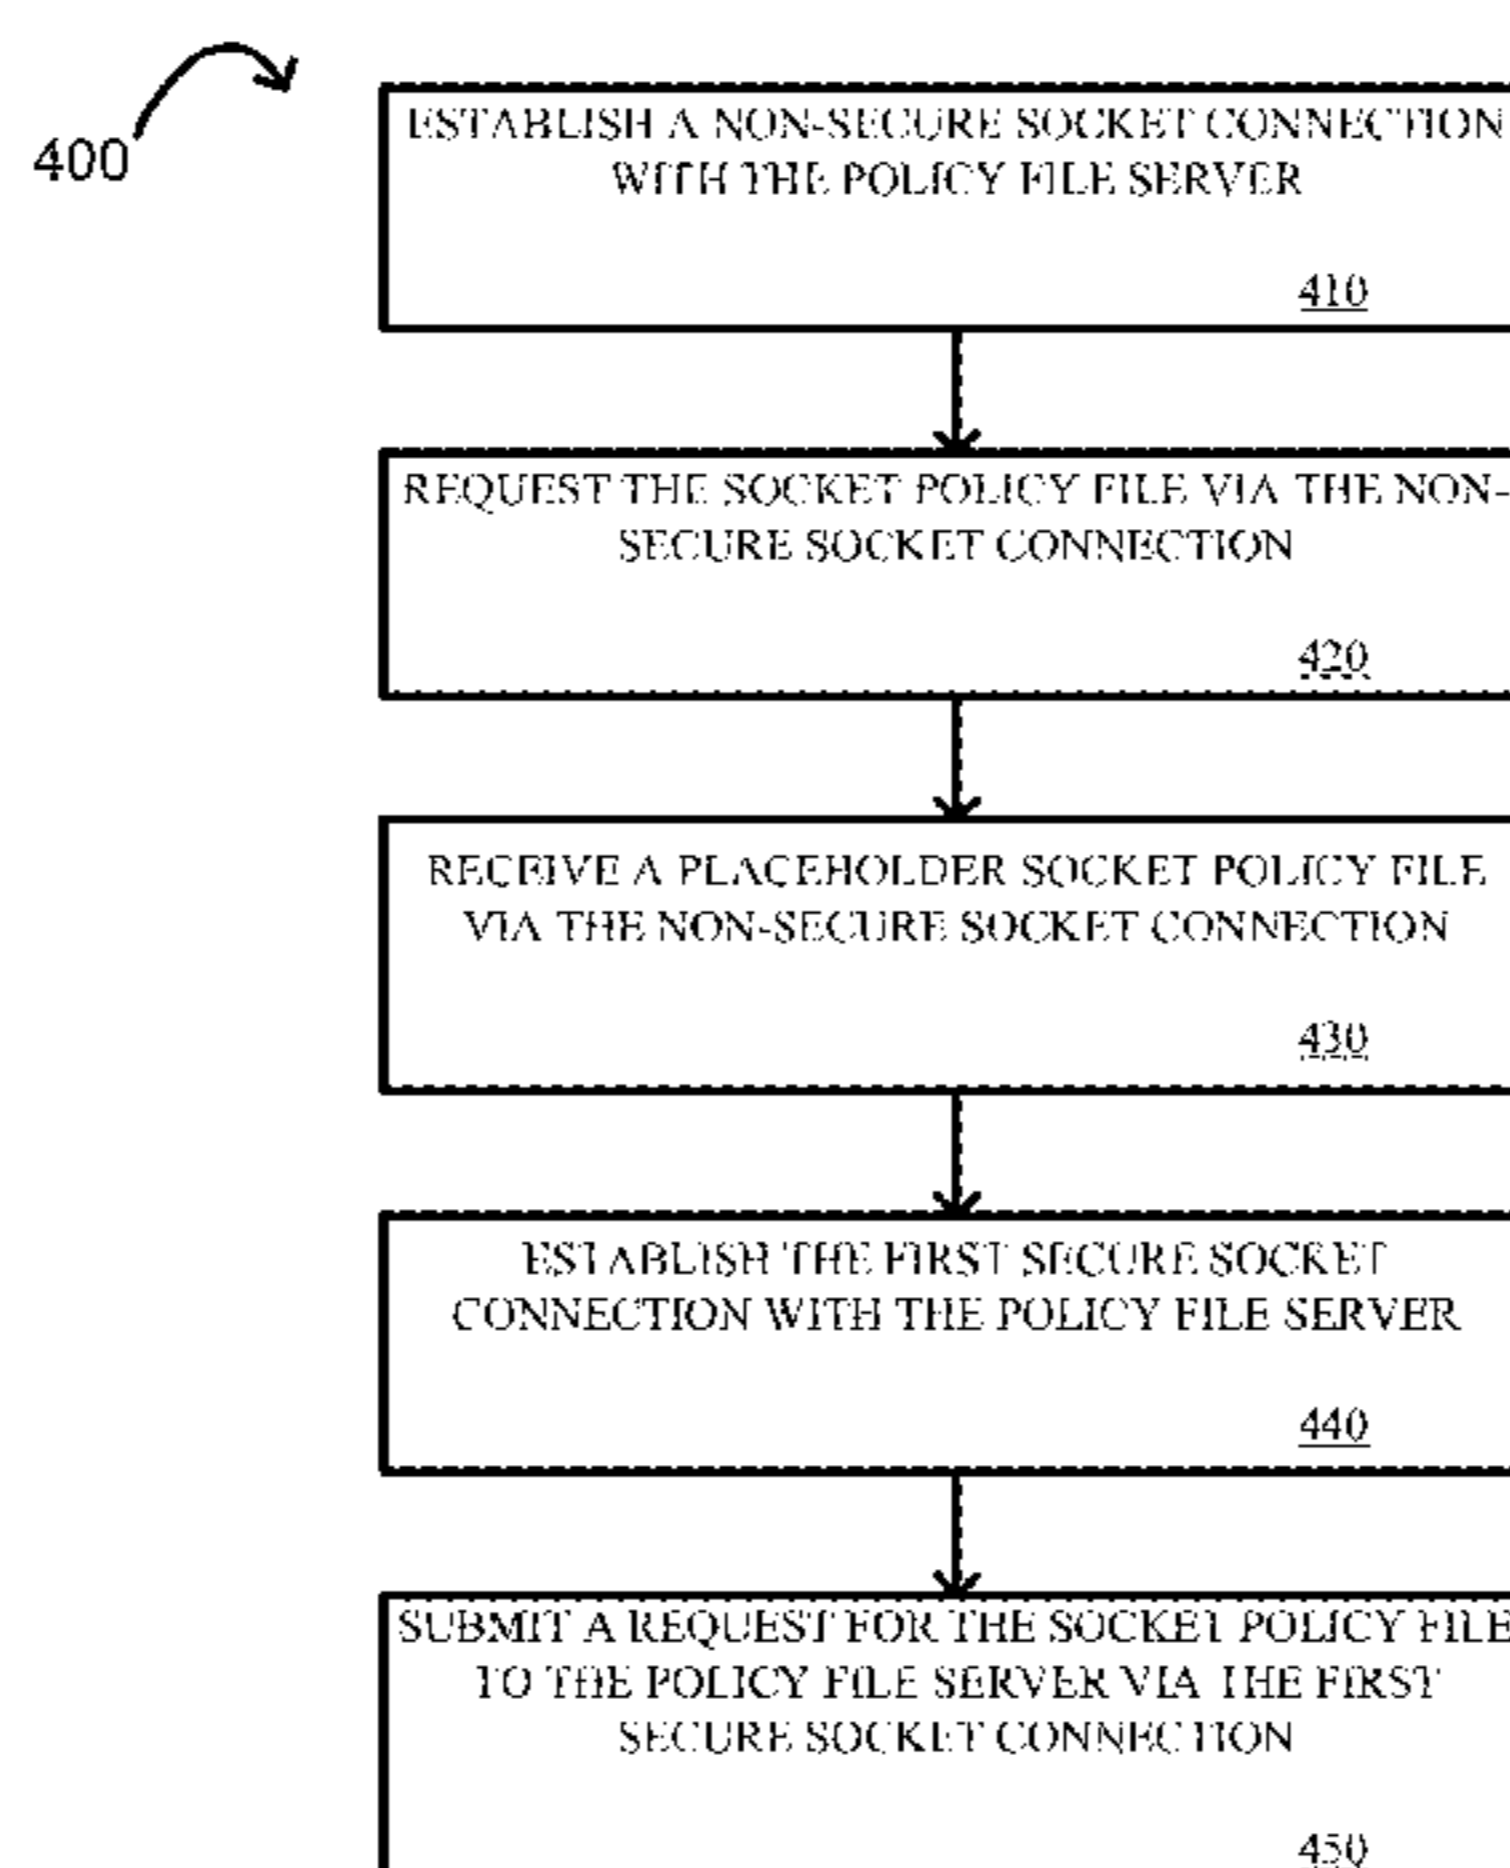 400
ESTABLISH A NON-SECURE SOCKET CONNECTION
WITH THE POLICY FILE SERVER
410
REQUEST THE SOCKET POLICY FILE VIA THE NON-
SECURE SOCKET CONNECTION
420
RECEIVE A PLACEHOLDER SOCKET POLICY FILE
VIA THE NON-SECURE SOCKET CONNECTION
430
ESTABLISH THE FIRST SECURE SOCKET
CONNECTION WITH THE POLICY FILE SERVER
440
SUBMIT A REQUEST FOR THE SOCKET POLICY FILE
TO THE POLICY FILE SERVER VIA THE FIRST
SECURE SOCKET CONNECTION
450